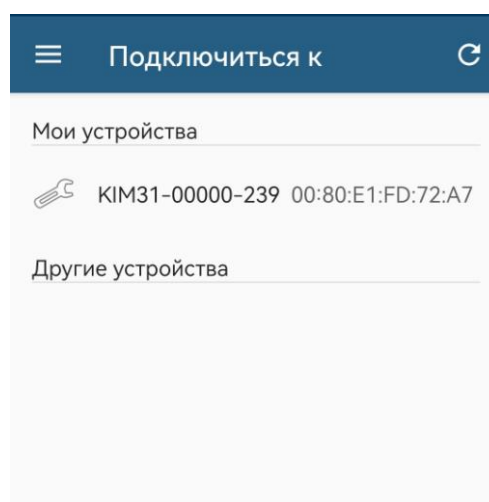 Подключиться к
Мои устройства
KIM31-00000-239 00:80:E1:FD:72:A7
Другие устройства